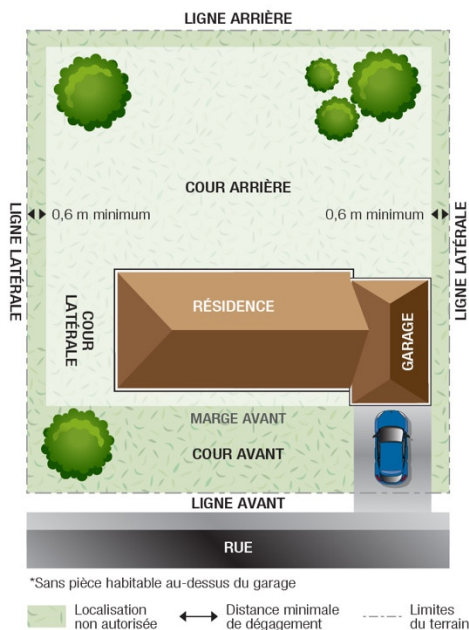 LIGNE ARRIÈRE
COUR ARRIÈRE
LIGNE LATÉRALE
0,6 m minimum
0,6 m minimum
LIGNE LATÉRALE
COUR
LATÉRALE
RÉSIDENCE
GARAGE
MARGE AVANT
COUR AVANT
LIGNE AVANT
RUE
*Sans pièce habitable au-dessus du garage
Localisation
non autorisée
Distance minimale
de dégagement
Limites
du terrain